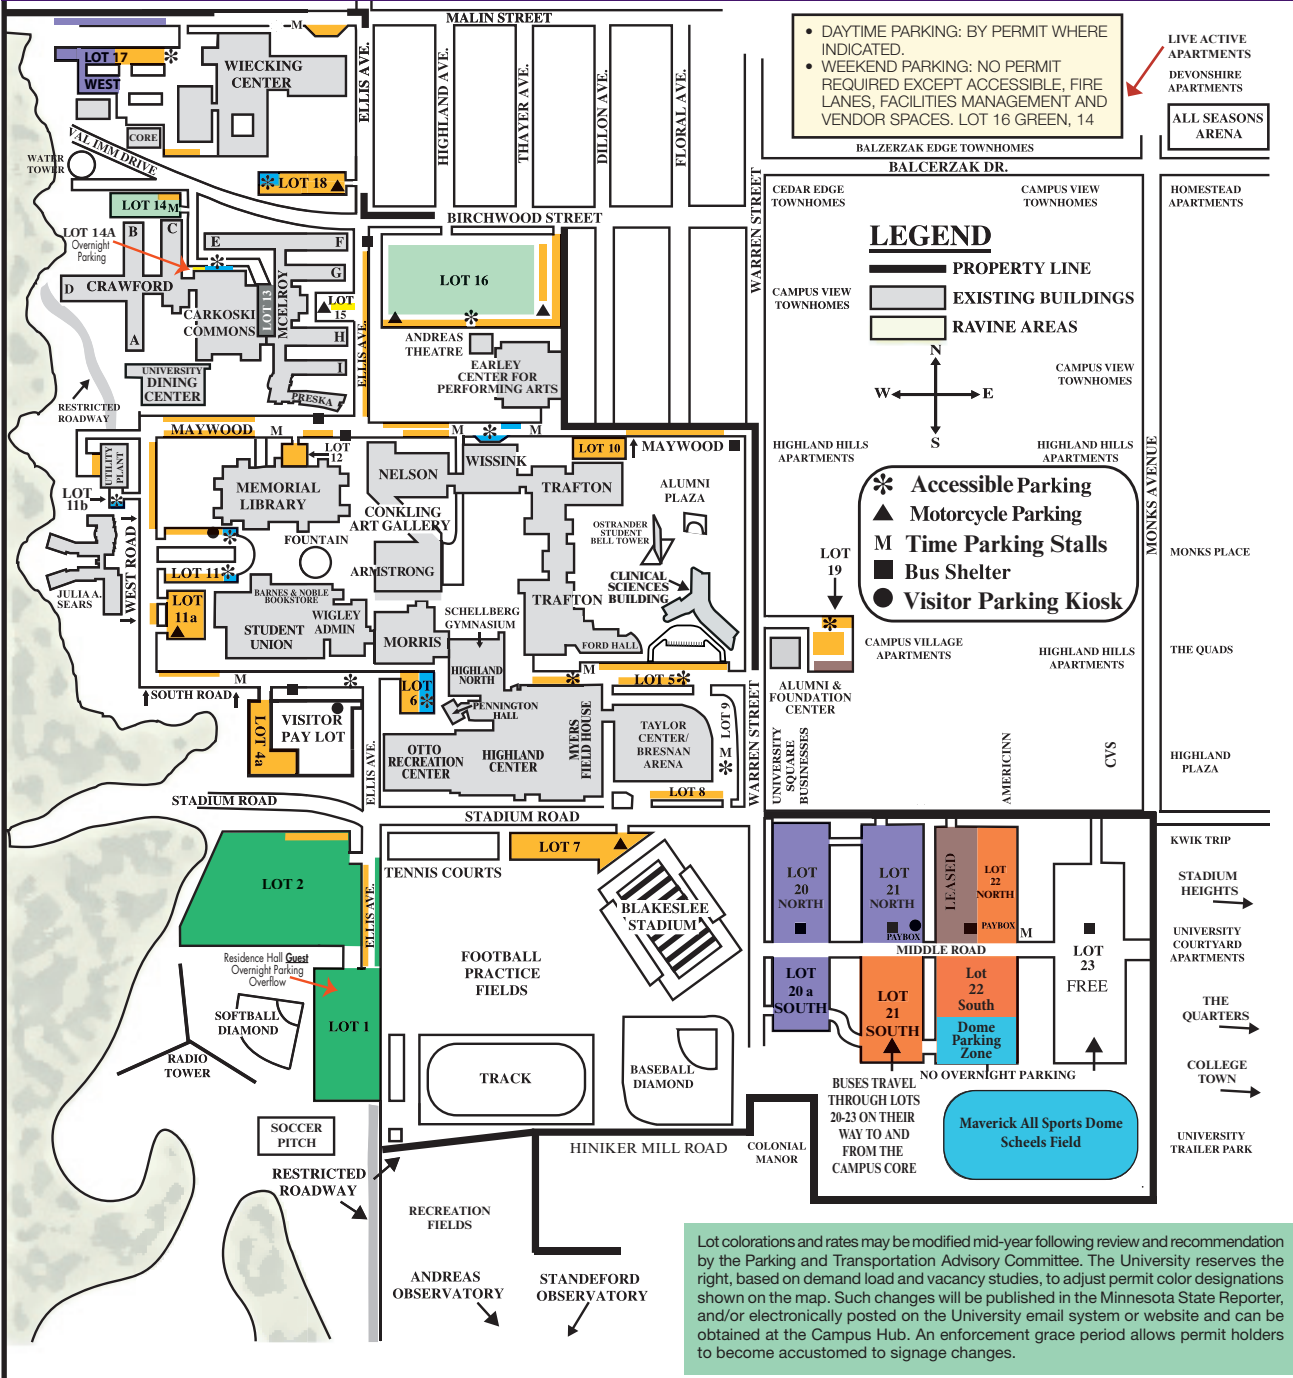 MALIN STREET
M
LOT 17
WEST
WIECKING
CENTER
CORE
VAL IMM DRIVE
WATER
TOWER
ELLIS AVE.
HIGHLAND AVE.
THAYER AVE.
DILLON AVE.
FLORAL AVE.
• DAYTIME PARKING: BY PERMIT WHERE
INDICATED.
• WEEKEND PARKING: NO PERMIT
REQUIRED EXCEPT ACCESSIBLE, FIRE
LANES, FACILITIES MANAGEMENT AND
VENDOR SPACES. LOT 16 GREEN, 14
LIVE ACTIVE
APARTMENTS
DEVONSHIRE
APARTMENTS
ALL SEASONS
ARENA
BALZERZAK EDGE TOWNHOMES
BALCERZAK DR.
LOT 18
LOT 14
M
BIRCHWOOD STREET
WARREN STREET
CEDAR EDGE
TOWNHOMES
CAMPUS VIEW
TOWNHOMES
HOMESTEAD
APARTMENTS
LOT 14A
Overnight
Parking
B
C
D
CRAWFORD
A
E
F
G
H
I
MCELROY
LOT 13
CARKOSKI
COMMONS
LOT
15
PRESKA
UNIVERSITY
DINING
CENTER
RESTRICTED
ROADWAY
ELLIS AVE.
LOT 16
ANDREAS
THEATRE
EARLEY
CENTER FOR
PERFORMING ARTS
LEGEND
PROPERTY LINE
EXISTING BUILDINGS
RAVINE AREAS
N
W
E
S
CAMPUS VIEW
TOWNHOMES
CAMPUS VIEW
TOWNHOMES
HIGHLAND HILLS
APARTMENTS
HIGHLAND HILLS
APARTMENTS
MONKS AVENUE
Accessible Parking
Motorcycle Parking
M Time Parking Stalls
Bus Shelter
Visitor Parking Kiosk
MAYWOOD
M
M
M
LOT
12
LOT 10
MAYWOOD
UTILITY
PLANT
LOT
11b
MEMORIAL
LIBRARY
NELSON
WISSINK
TRAFTON
CONKLING
ART GALLERY
ALUMNI
PLAZA
OSTRANDER
STUDENT
BELL TOWER
FOUNTAIN
ARMSTRONG
WEST ROAD
JULIA A.
SEARS
LOT 11
LOT
11a
BARNES & NOBLE
BOOKSTORE
WIGLEY
ADMIN
STUDENT
UNION
MORRIS
SCHELLBERG
GYMNASIUM
TRAFTON
CLINICAL
SCIENCES
BUILDING
FORD HALL
LOT
19
MONKS PLACE
CAMPUS VILLAGE
APARTMENTS
HIGHLAND HILLS
APARTMENTS
THE QUADS
ALUMNI &
FOUNDATION
CENTER
M
SOUTH ROAD
LOT 4a
VISITOR
PAY LOT
LOT
6
HIGHLAND
NORTH
PENNINGTON
HALL
M
LOT 5
OTTO
RECREATION
CENTER
HIGHLAND
CENTER
MYERS
FIELD HOUSE
TAYLOR
CENTER/
BRESNAN
ARENA
LOT 9
M
LOT 8
WARREN STREET
UNIVERSITY
SQUARE
BUSINESSES
AMERICINN
CVS
HIGHLAND
PLAZA
ELLIS AVE.
STADIUM ROAD
STADIUM ROAD
LOT 2
ELLIS AVE.
TENNIS COURTS
LOT 7
BLAKESLEE
STADIUM
FOOTBALL
PRACTICE
FIELDS
LOT
20
NORTH
LOT
21
NORTH
PAYBOX
LEASED
LOT
22
NORTH
PAYBOX
M
MIDDLE ROAD
LOT
23
FREE
KWIK TRIP
STADIUM
HEIGHTS
UNIVERSITY
COURTYARD
APARTMENTS
THE
QUARTERS
COLLEGE
TOWN
UNIVERSITY
TRAILER PARK
Residence Hall Guest
Overnight Parking
Overflow
LOT 1
SOFTBALL
DIAMOND
RADIO
TOWER
LOT
20 a
SOUTH
LOT
21
SOUTH
Lot
22
South
Dome
Parking
Zone
NO OVERNIGHT PARKING
TRACK
BASEBALL
DIAMOND
BUSES TRAVEL
THROUGH LOTS
20-23 ON THEIR
WAY TO AND
FROM THE
CAMPUS CORE
Maverick All Sports Dome
Scheels Field
SOCCER
PITCH
RESTRICTED
ROADWAY
HINIKER MILL ROAD
COLONIAL
MANOR
RECREATION
FIELDS
ANDREAS
OBSERVATORY
STANDEFORD
OBSERVATORY
Lot colorations and rates may be modified mid-year following review and recommendation
by the Parking and Transportation Advisory Committee. The University reserves the
right, based on demand load and vacancy studies, to adjust permit color designations
shown on the map. Such changes will be published in the Minnesota State Reporter,
and/or electronically posted on the University email system or website and can be
obtained at the Campus Hub. An enforcement grace period allows permit holders
to become accustomed to signage changes.